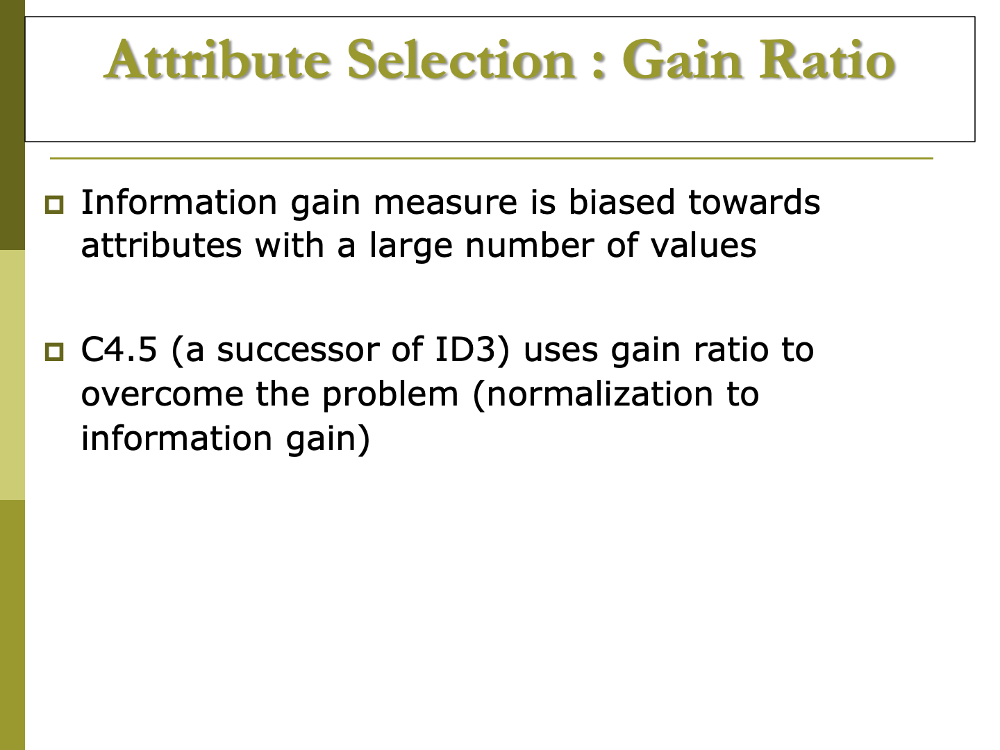 Attribute Selection : Gain Ratio
Information gain measure is biased towards
attributes with a large number of values
C4.5 (a successor of ID3) uses gain ratio to
overcome the problem (normalization to
information gain)